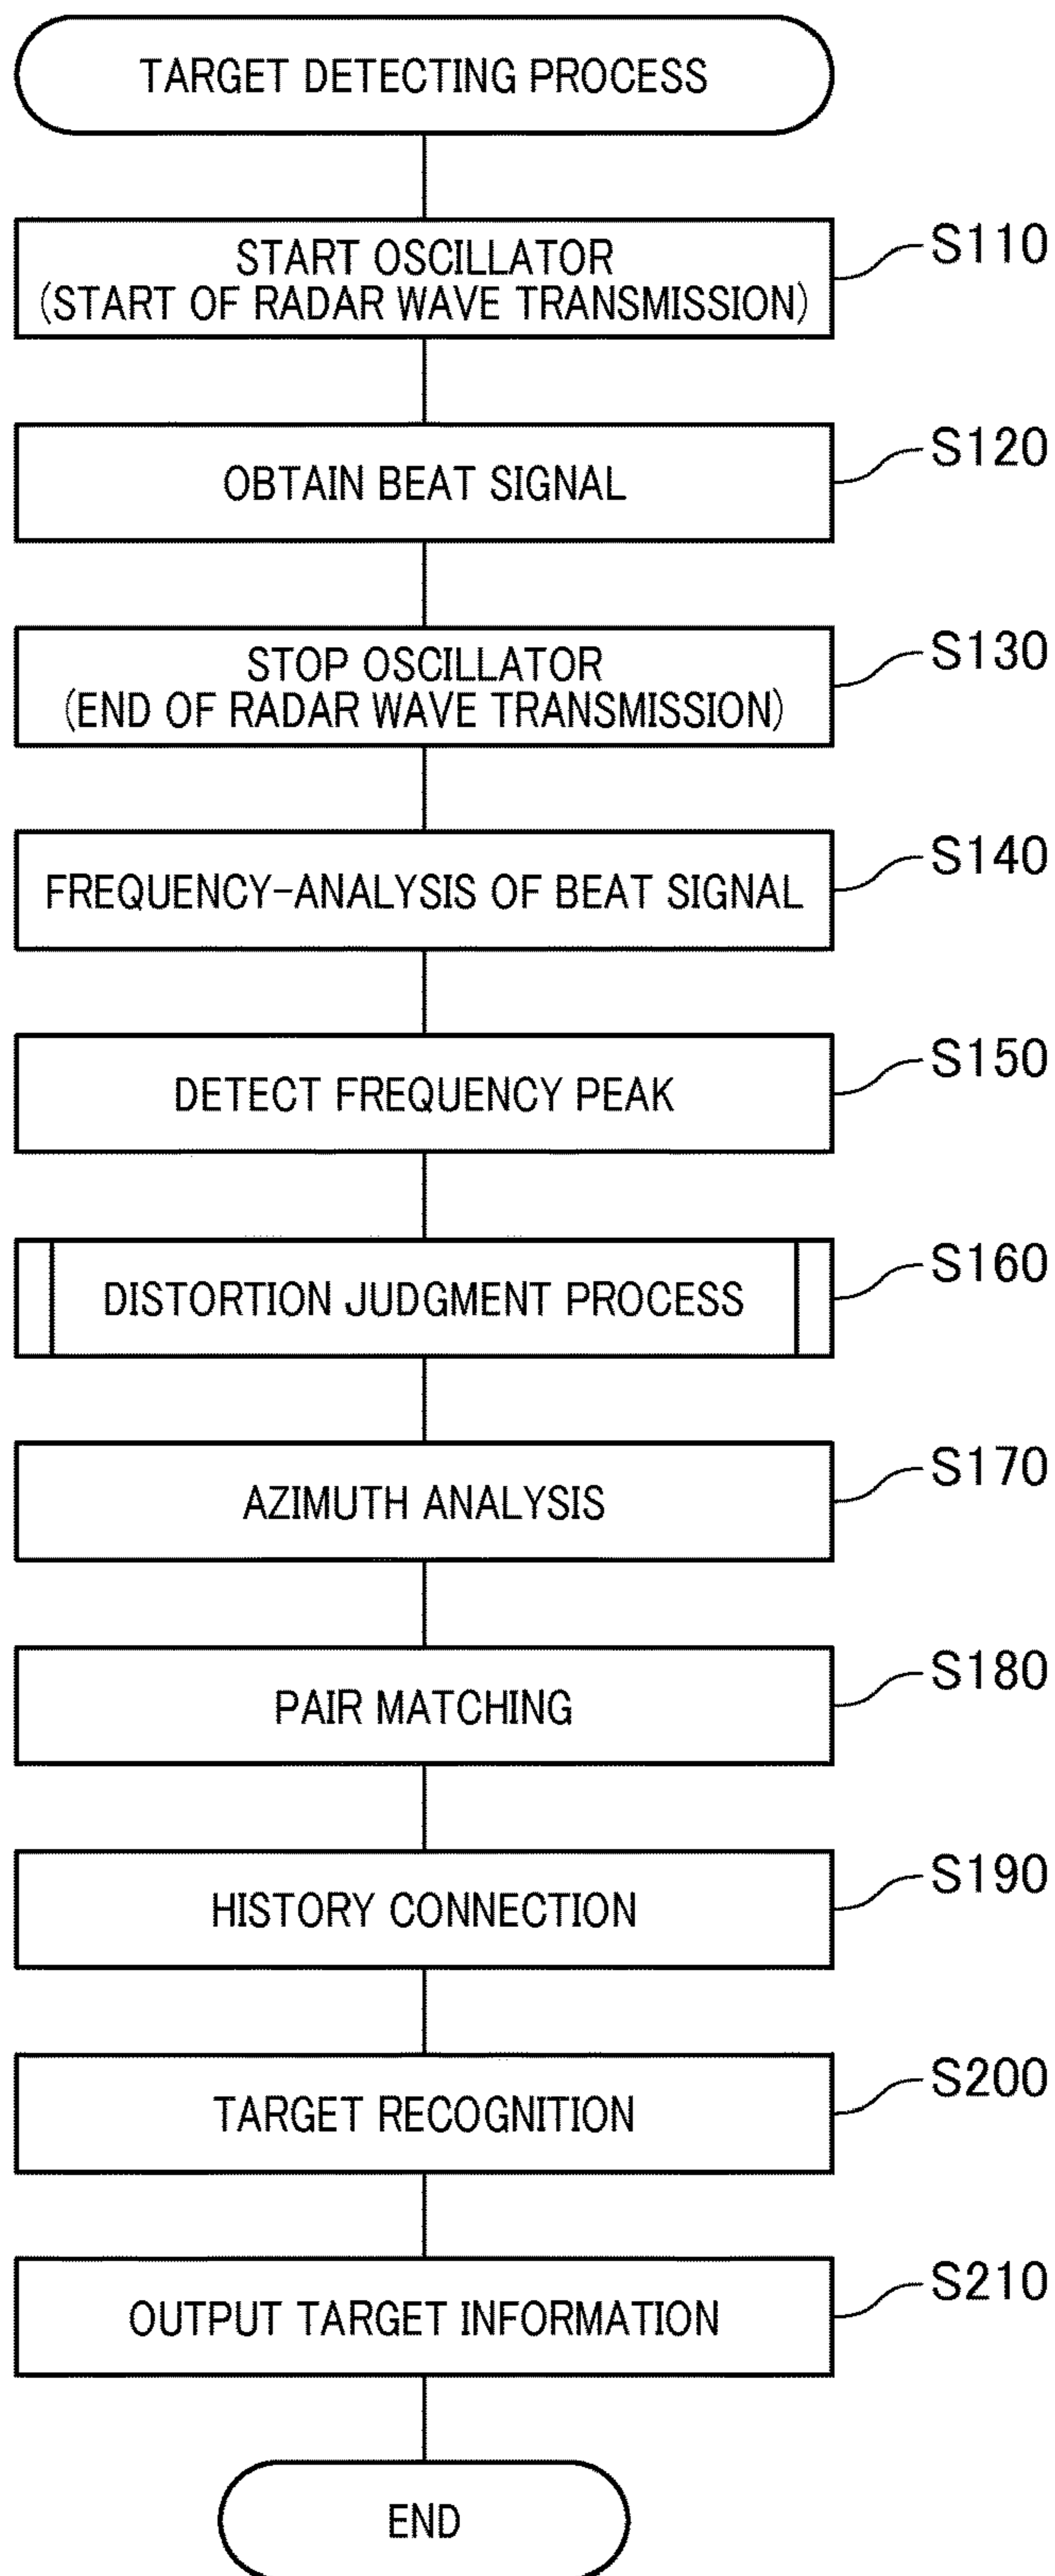 TARGET DETECTING PROCESS
START OSCILLATOR
(START OF RADAR WAVE TRANSMISSION)
S110
OBTAIN BEAT SIGNAL
S120
STOP OSCILLATOR
(END OF RADAR WAVE TRANSMISSION)
S130
FREQUENCY-ANALYSIS OF BEAT SIGNAL
S140
DETECT FREQUENCY PEAK
S150
DISTORTION JUDGMENT PROCESS
S160
AZIMUTH ANALYSIS
S170
PAIR MATCHING
S180
HISTORY CONNECTION
S190
TARGET RECOGNITION
S200
OUTPUT TARGET INFORMATION
S210
END